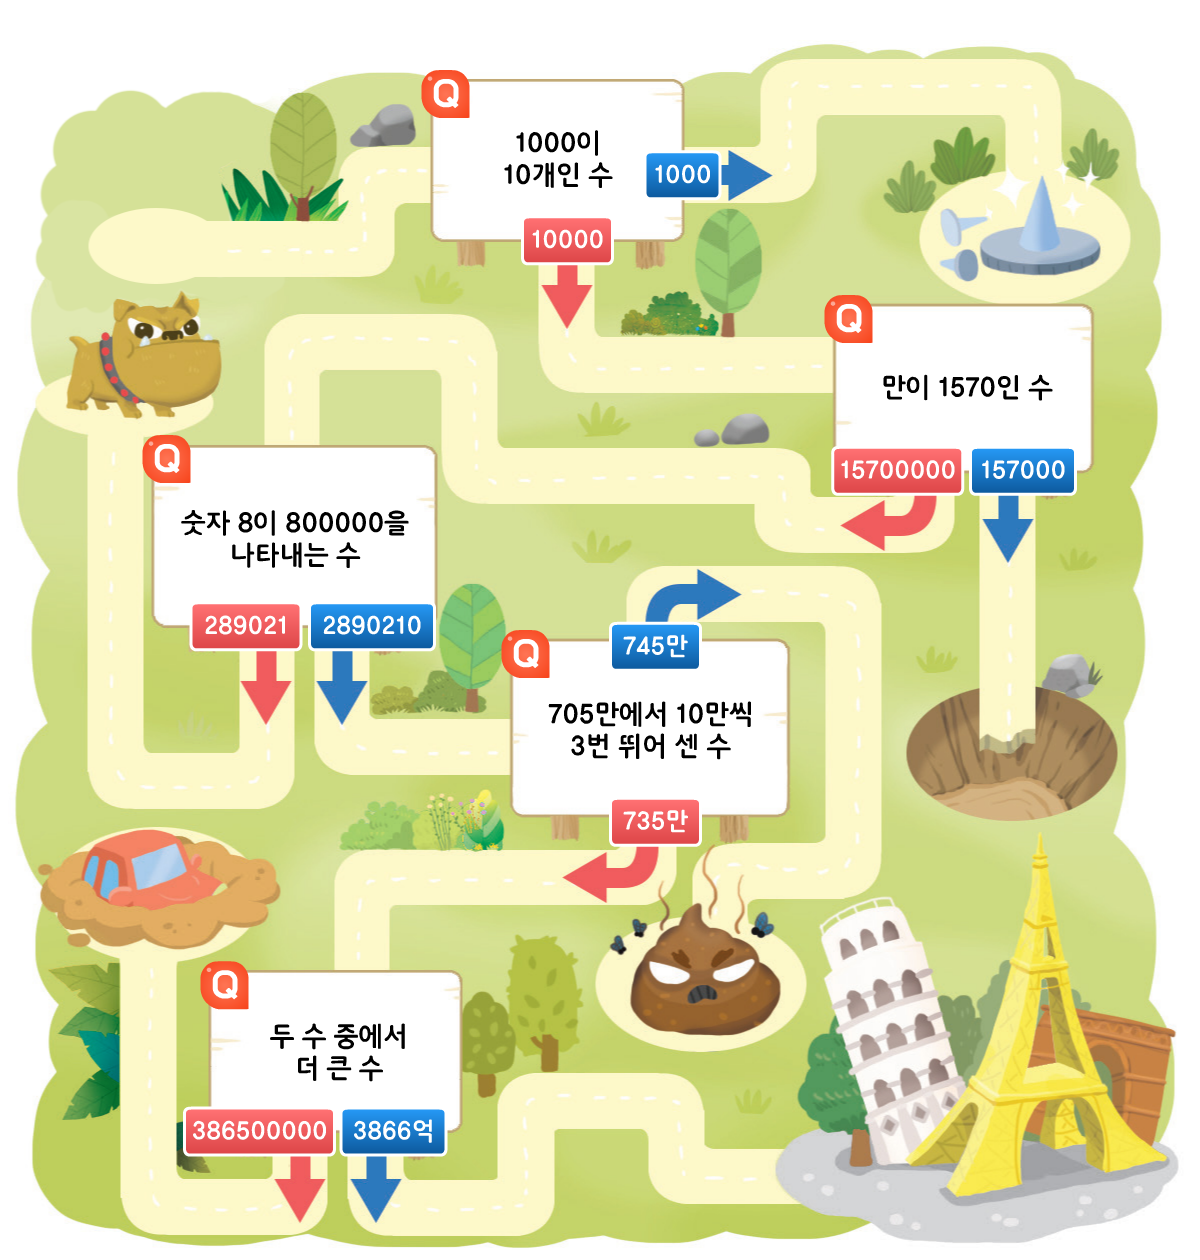 Q
1000이
10개인 수
1000
10000
Q
만이 1570인 수
15700000
157000
Q
숫자 8이 800000을
나타내는 수
289021
2890210
Q
745만
705만에서 10만씩
3번 뛰어 센 수
735만
Q
두 수 중에서
더 큰 수
386500000
3866억